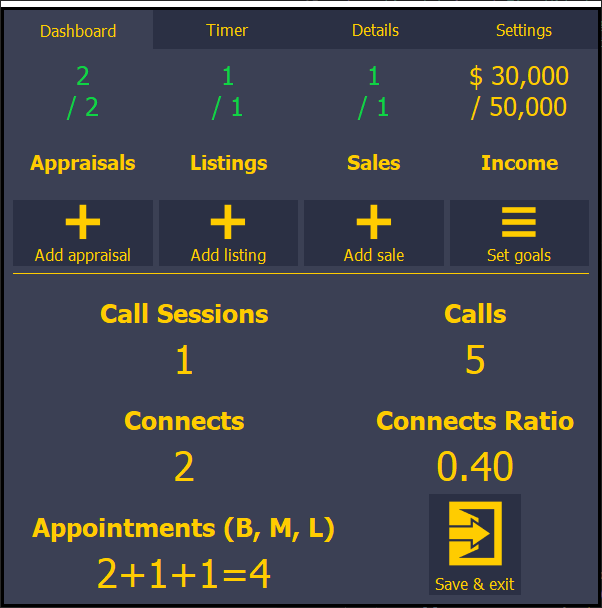 Dashboard Timer Details Settings
2 1 1 $ 30,000
/ 2 / 1 / 1 / 50,000
Appraisals Listings Sales Income
Add appraisal Add listing Add sale Set goals
Call Sessions Calls
1 5
Connects Connects Ratio
2 0.40
Appointments (B, M, L)
2+1+1=4
Save & exit